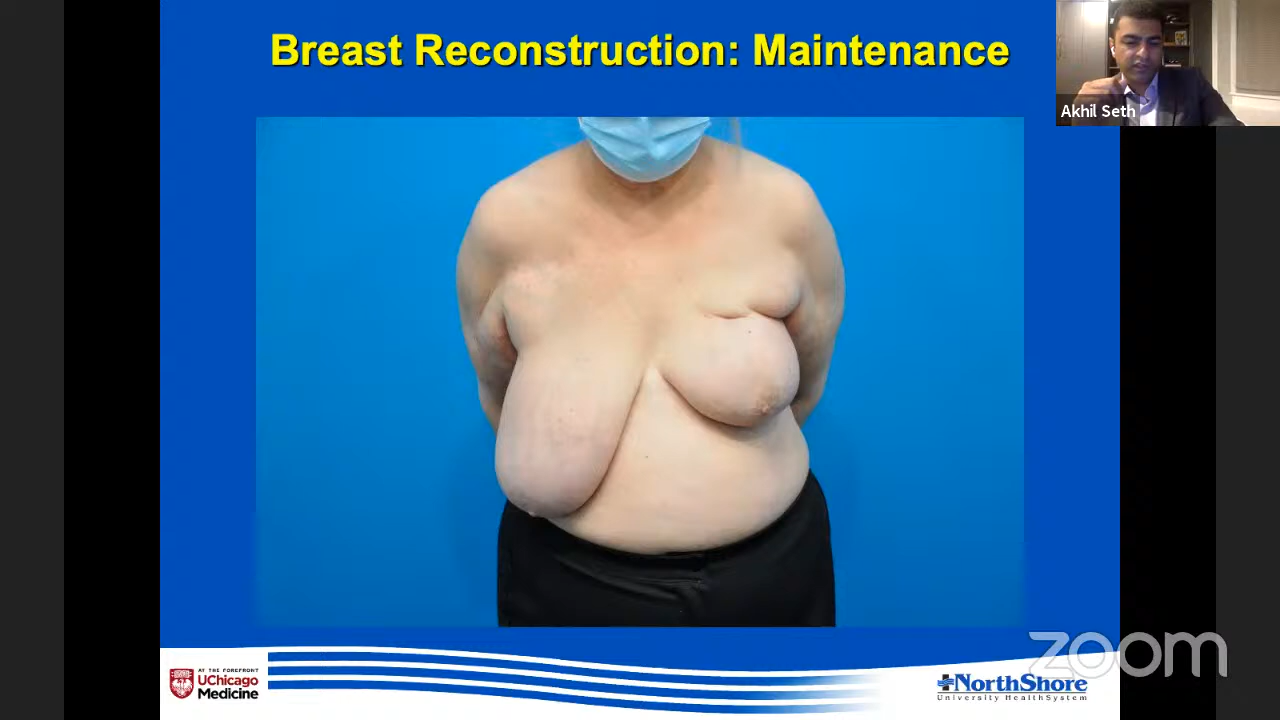 Breast Reconstruction: Maintenance
Akhil Seth
AT THE FOREFRONT
UChicago
Medicine
NorthShore
University HealthSystem
zoom